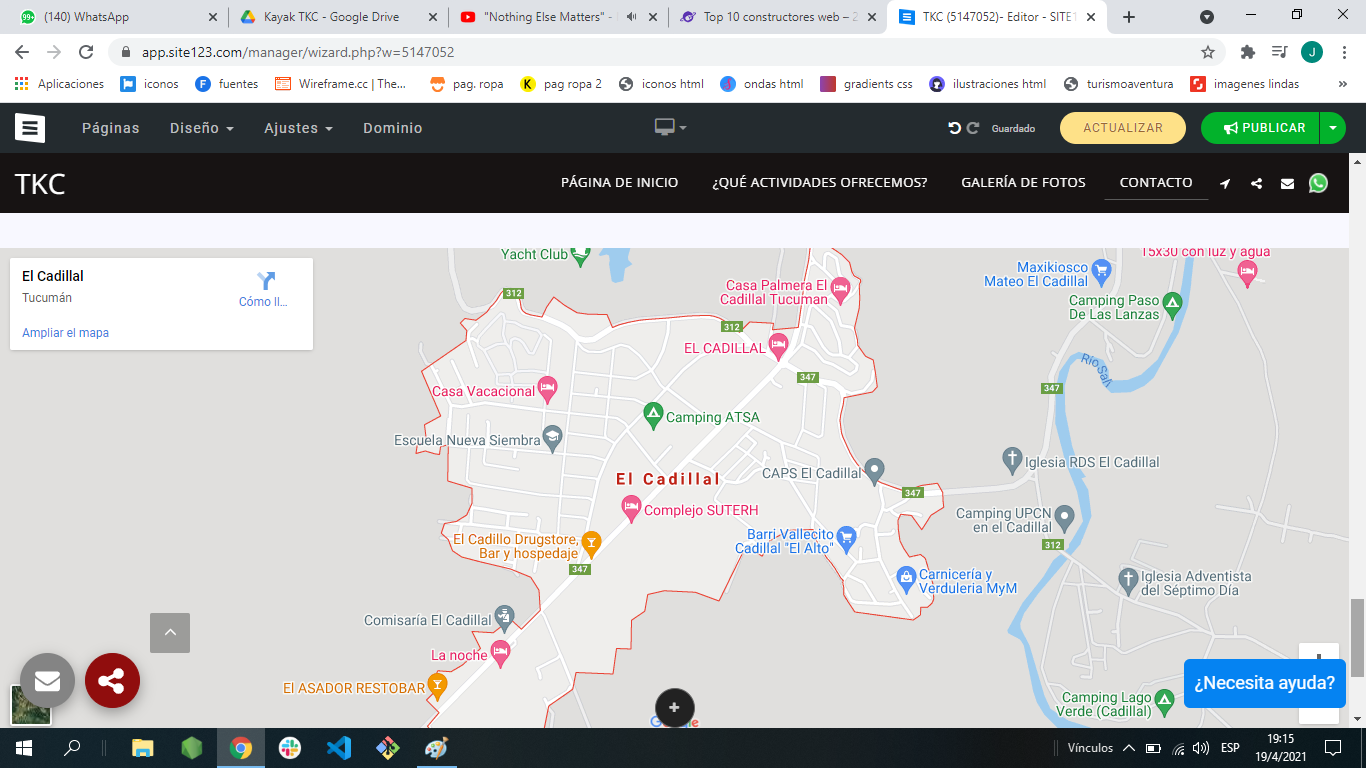 (140) WhatsApp
Kayak TKC - Google Drive
"Nothing Else Matters" -
Top 10 constructores web – 2
TKC (5147052)- Editor - SITE1
app.site123.com/manager/wizard.php?w=5147052
J
Aplicaciones
iconos
fuentes
Wireframe.cc | The...
pag. ropa
pag ropa 2
iconos html
ondas html
gradients css
ilustraciones html
turismoaventura
imagenes lindas
»
Páginas
Diseño
Ajustes
Dominio
Guardado
ACTUALIZAR
PUBLICAR
TKC
PÁGINA DE INICIO
¿QUÉ ACTIVIDADES OFRECEMOS?
GALERÍA DE FOTOS
CONTACTO
El Cadillal
Tucumán
Cómo ll...
Ampliar el mapa
Yacht Club
312
Casa Palmera El
Cadillal Tucuman
Maxikiosco
Mateo El Cadillal
15x30 con luz y agua
Camping Paso
De Las Lanzas
312
EL CADILLAL
347
Río Salí
347
Casa Vacacional
Camping ATSA
Escuela Nueva Siembra
El Cadillal
CAPS El Cadillal
Iglesia RDS El Cadillal
347
Complejo SUTERH
Camping UPCN
en el Cadillal
El Cadillo Drugstore,
Bar y hospedaje
Barri Vallecito
Cadillal "El Alto"
312
347
Carnicería y
Verduleria MyM
Iglesia Adventista
del Séptimo Día
Comisaría El Cadillal
La noche
El ASADOR RESTOBAR
Camping Lago
Verde (Cadillal)
¿Necesita ayuda?
Google
Vínculos
ESP
19:15
19/4/2021